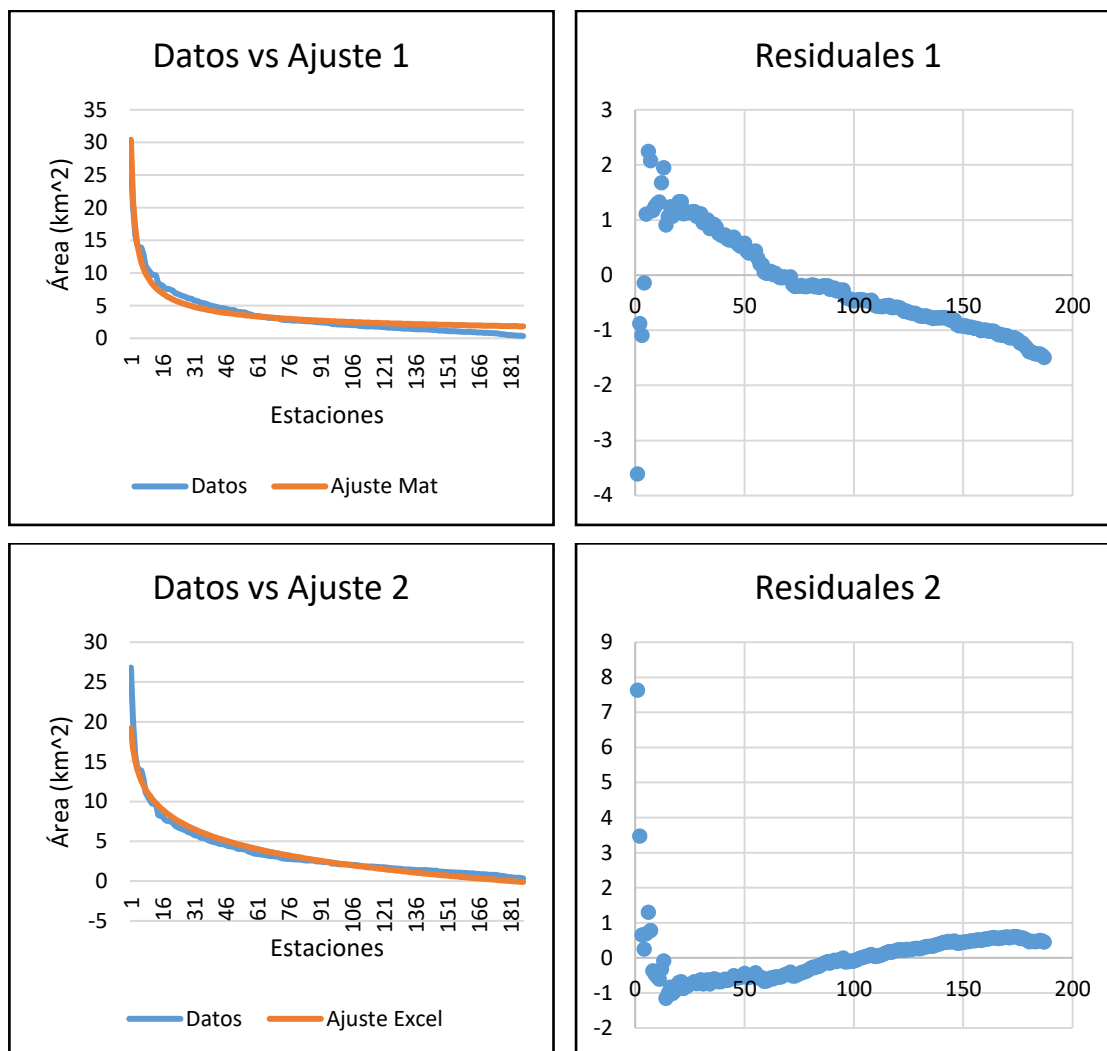 Datos vs Ajuste 1
Área (km^2)
35
30
25
20
15
10
5
0
1 16 31 46 61 76 91 106 121 136 151 166 181
Estaciones
Datos Ajuste Mat
Residuales 1
3
2
1
0
-1
-2
-3
-4
0 50 100 150 200
Datos vs Ajuste 2
Área (km^2)
30
25
20
15
10
5
0
-5
1 16 31 46 61 76 91 106 121 136 151 166 181
Estaciones
Datos Ajuste Excel
Residuales 2
9
8
7
6
5
4
3
2
1
0
-1
-2
0 50 100 150 200